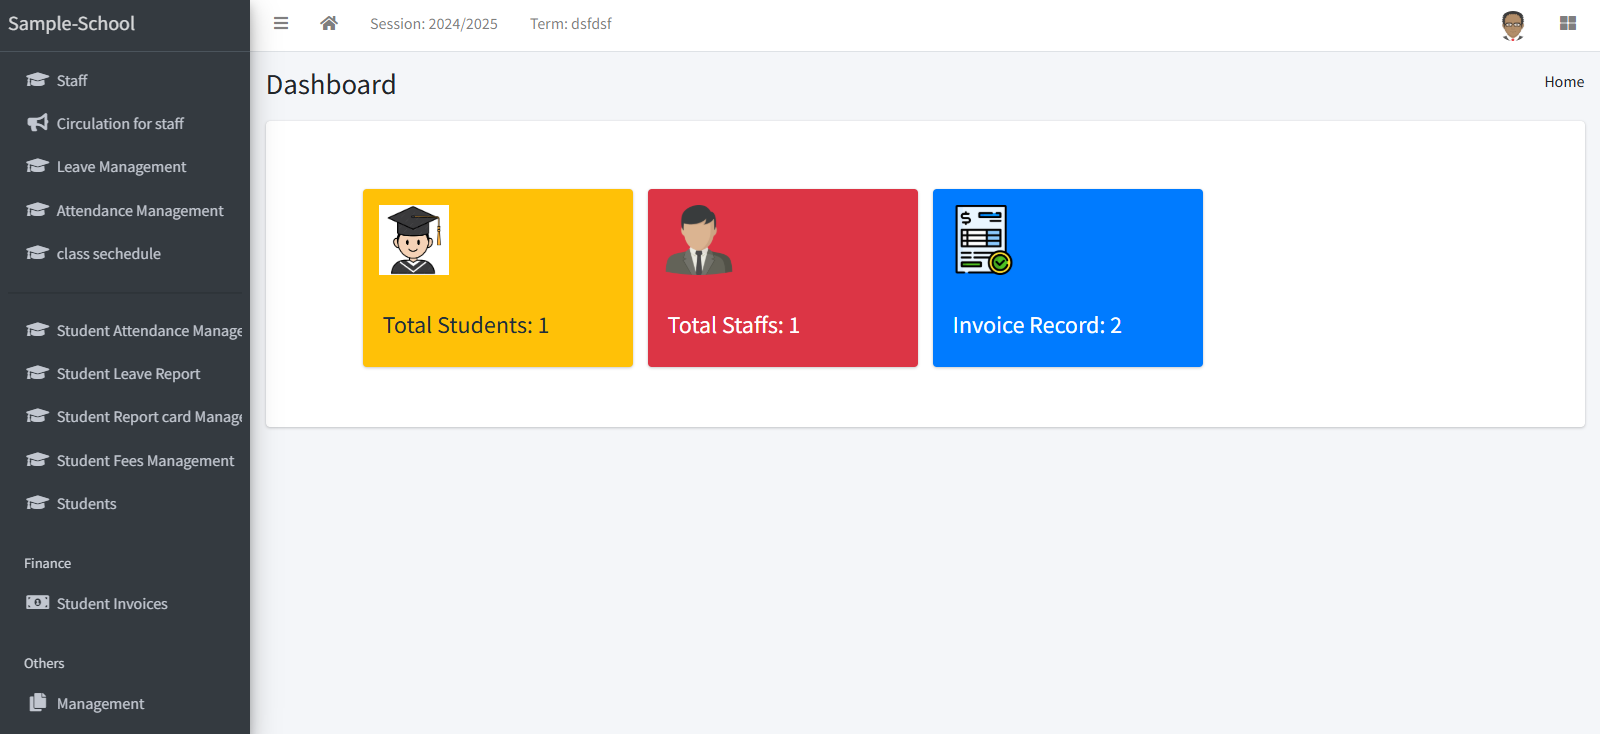 Sample-School
Session: 2024/2025
Term: dsfdsf
Staff
Circulation for staff
Leave Management
Attendance Management
class sechedule
Student Attendance Manage
Student Leave Report
Student Report card Manage
Student Fees Management
Students
Finance
Student Invoices
Others
Management
Dashboard
Home
Total Students: 1
Total Staffs: 1
Invoice Record: 2